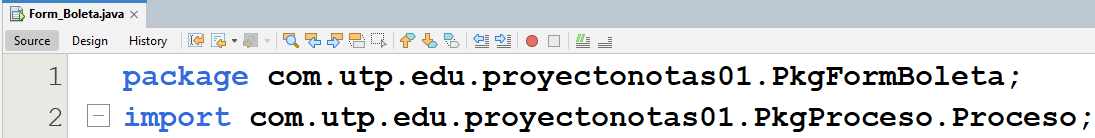 Form_Boleta.java
Source Design History
1 package com.utp.edu.proyectonotas01.PkgFormBoleta;
2 import com.utp.edu.proyectonotas01.PkgProceso.Proceso;